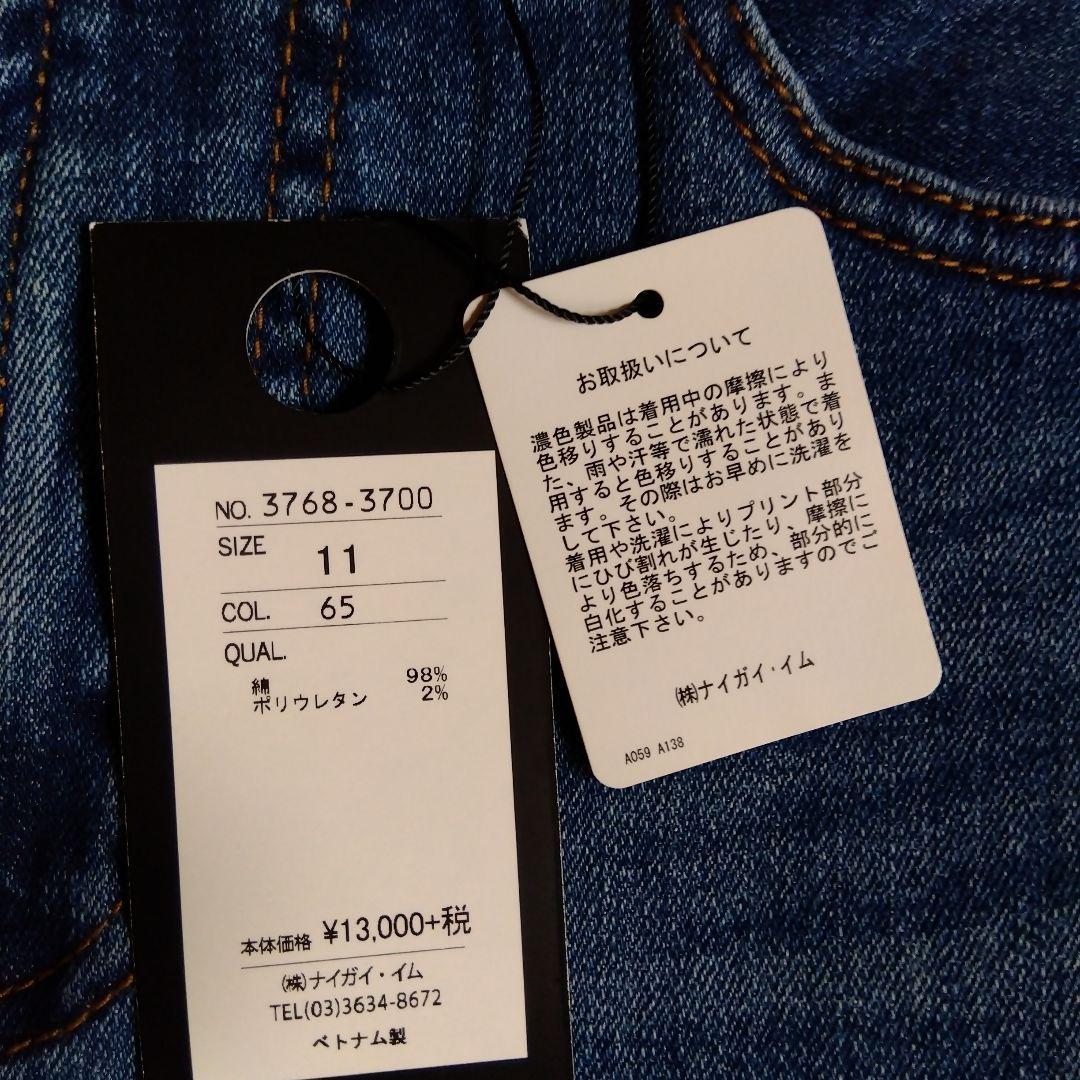 NO. 3768-3700
SIZE 11
COL. 65
QUAL.
綿 98%
ポリウレタン 2%
本体価格 ¥13,000+税
㈱ナイガイ・イム
TEL(03)3634-8672
ベトナム製
お取扱いについて
濃色製品は着用中の摩擦により
色移りすることがあります。ま
た、雨や汗等で濡れた状態で着
用すると色移りすることがあり
ます。その際はお早めに洗濯を
して下さい。
着用や洗濯によりプリント部分
にひび割れが生じたり、摩擦に
より色落ちするため、部分的に
白化することがありますのでご
注意下さい。
㈱ナイガイ・イム
A059 A138